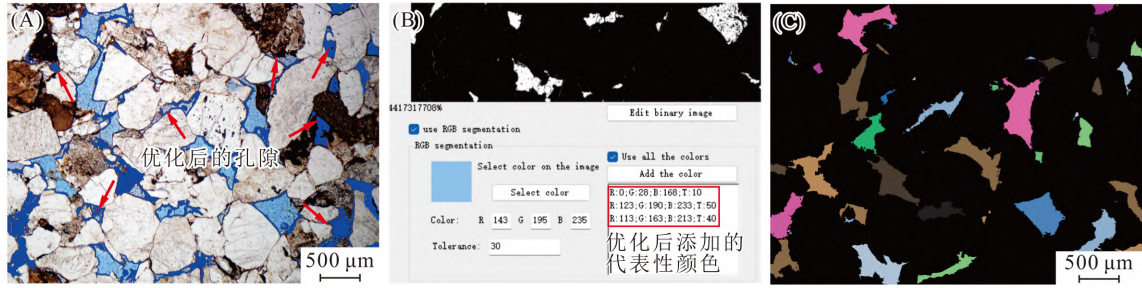 (A)
优化后的孔隙
500 μm
(B)
4417317708%
Edit binary image
use RGB segmentation
RGB segmentation
Select color on the image
Select color
Color: R 143 G 195 B 235
Tolerance: 30
Use all the colors
Add the color
R:0;G:28;B:168;T:10
R:123;G:190;B:233;T:50
R:113;G:163;B:213;T:40
优化后添加的
代表性颜色
(C)
500 μm